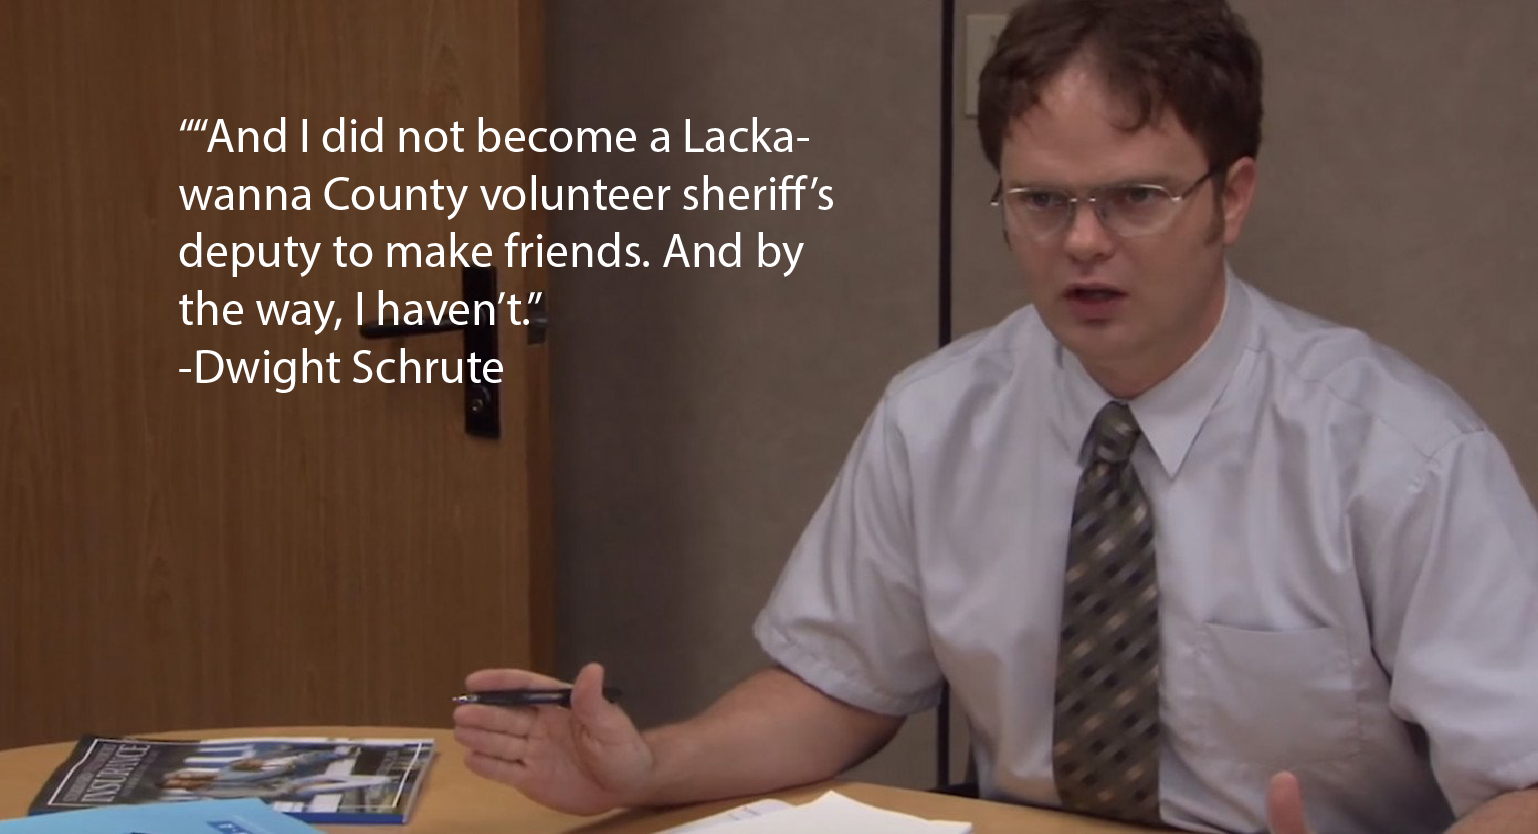 ““And I did not become a Lacka-
wanna County volunteer sheriff’s
deputy to make friends. And by
the way, I haven’t.”
-Dwight Schrute
INSURANCE